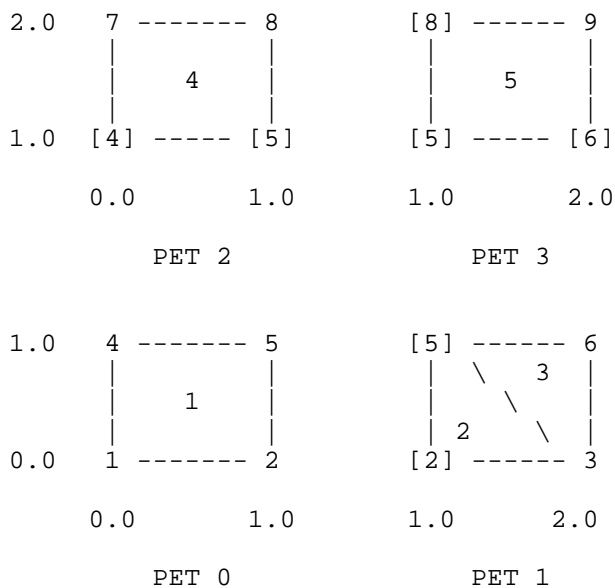 2.0 7 ------- 8 [8] ------ 9
| | | |
| 4 | | 5 |
| | | |
1.0 [4] ----- [5] [5] ----- [6]
0.0 1.0 1.0 2.0
PET 2 PET 3
1.0 4 ------- 5 [5] ------ 6
| | | \ 3 |
| 1 | | \ |
| | | 2 \ |
0.0 1 ------- 2 [2] ------ 3
0.0 1.0 1.0 2.0
PET 0 PET 1